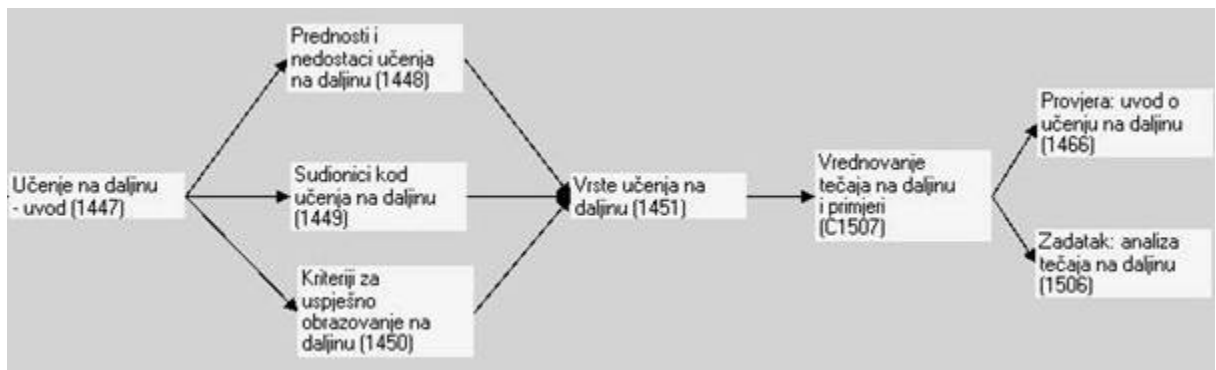 Učenje na daljinu
- uvod (1447)
Prednosti i
nedostaci učenja
na daljinu (1448)
Sudionici kod
učenja na daljinu
(1449)
Kriteriji za
uspješno
obrazovanje na
daljinu (1450)
Vrste učenja na
daljinu (1451)
Vrednovanje
tečaja na daljinu
i primjeri
(C1507)
Provjera: uvod o
učenju na daljinu
(1466)
Zadatak: analiza
tečaja na daljinu
(1506)